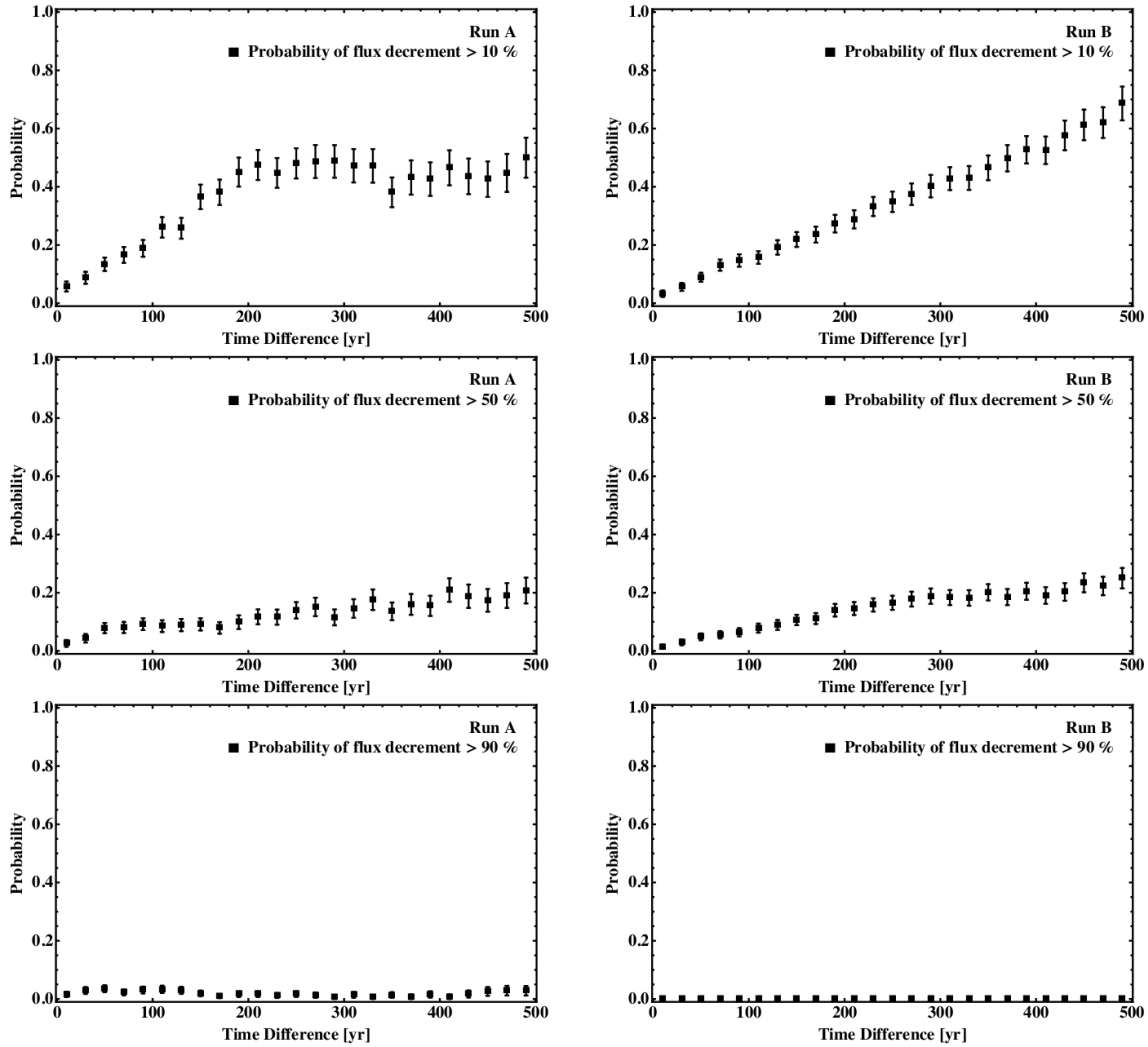 Run A
■ Probability of flux decrement > 10 %
Probability
1.0
0.8
0.6
0.4
0.2
0.0
0 100 200 300 400 500
Time Difference [yr]
Run B
■ Probability of flux decrement > 10 %
Probability
1.0
0.8
0.6
0.4
0.2
0.0
0 100 200 300 400 500
Time Difference [yr]
Run A
■ Probability of flux decrement > 50 %
Probability
1.0
0.8
0.6
0.4
0.2
0.0
0 100 200 300 400 500
Time Difference [yr]
Run B
■ Probability of flux decrement > 50 %
Probability
1.0
0.8
0.6
0.4
0.2
0.0
0 100 200 300 400 500
Time Difference [yr]
Run A
■ Probability of flux decrement > 90 %
Probability
1.0
0.8
0.6
0.4
0.2
0.0
0 100 200 300 400 500
Time Difference [yr]
Run B
■ Probability of flux decrement > 90 %
Probability
1.0
0.8
0.6
0.4
0.2
0.0
0 100 200 300 400 500
Time Difference [yr]